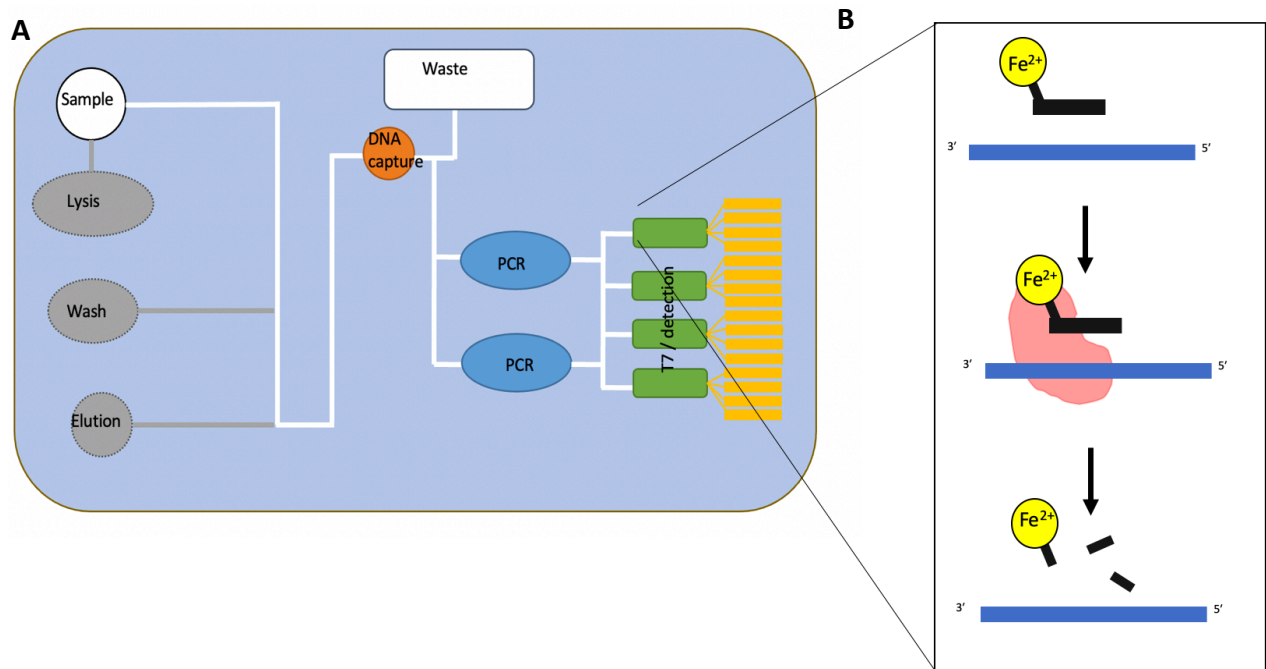 A
Sample
Lysis
Wash
Elution
Waste
DNA
capture
PCR
PCR
T7 / detection
B
Fe²⁺
3′
5′
Fe²⁺
3′
5′
Fe²⁺
3′
5′